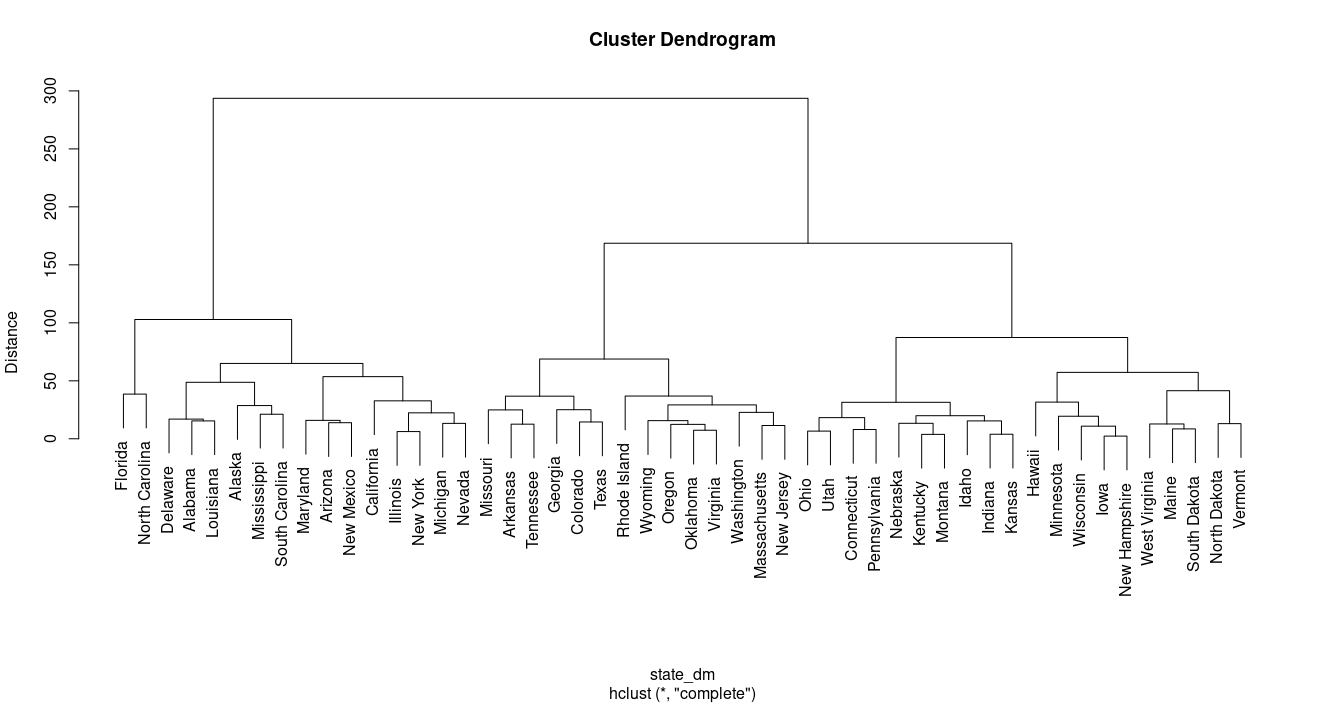 Cluster Dendrogram
Distance
300
250
200
150
100
50
0
Florida
North Carolina
Delaware
Alabama
Louisiana
Alaska
Mississippi
South Carolina
Maryland
Arizona
New Mexico
California
Illinois
New York
Michigan
Nevada
Missouri
Arkansas
Tennessee
Georgia
Colorado
Texas
Rhode Island
Wyoming
Oregon
Oklahoma
Virginia
Washington
Massachusetts
New Jersey
Ohio
Utah
Connecticut
Pennsylvania
Nebraska
Kentucky
Montana
Idaho
Indiana
Kansas
Hawaii
Minnesota
Wisconsin
Iowa
New Hampshire
West Virginia
Maine
South Dakota
North Dakota
Vermont
state_dm
hclust (*, "complete")